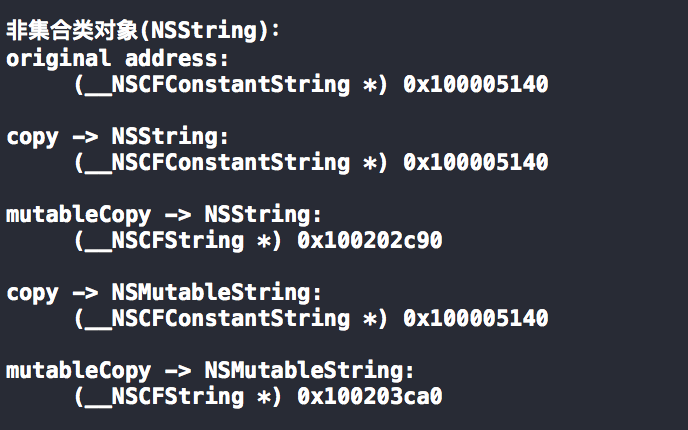 非集合类对象(NSString):
original address:
(__NSCFConstantString *) 0x100005140
copy -> NSString:
(__NSCFConstantString *) 0x100005140
mutableCopy -> NSString:
(__NSCFString *) 0x100202c90
copy -> NSMutableString:
(__NSCFConstantString *) 0x100005140
mutableCopy -> NSMutableString:
(__NSCFString *) 0x100203ca0